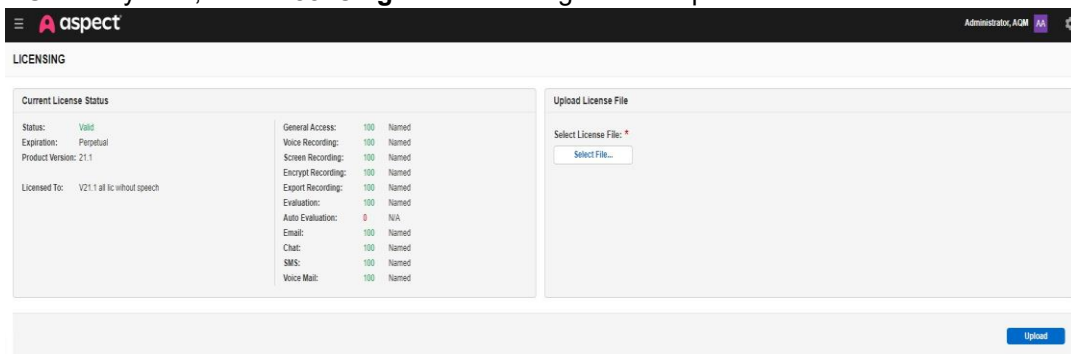 aspect
Administrator, AQM AA
LICENSING
Current License Status
Status: Valid
Expiration: Perpetual
Product Version: 21.1
Licensed To: V21.1 all lic wihout speech
General Access: 100 Named
Voice Recording: 100 Named
Screen Recording: 100 Named
Encrypt Recording: 100 Named
Export Recording: 100 Named
Evaluation: 100 Named
Auto Evaluation: 0 N/A
Email: 100 Named
Chat: 100 Named
SMS: 100 Named
Voice Mail: 100 Named
Upload License File
Select License File: *
Select File...
Upload